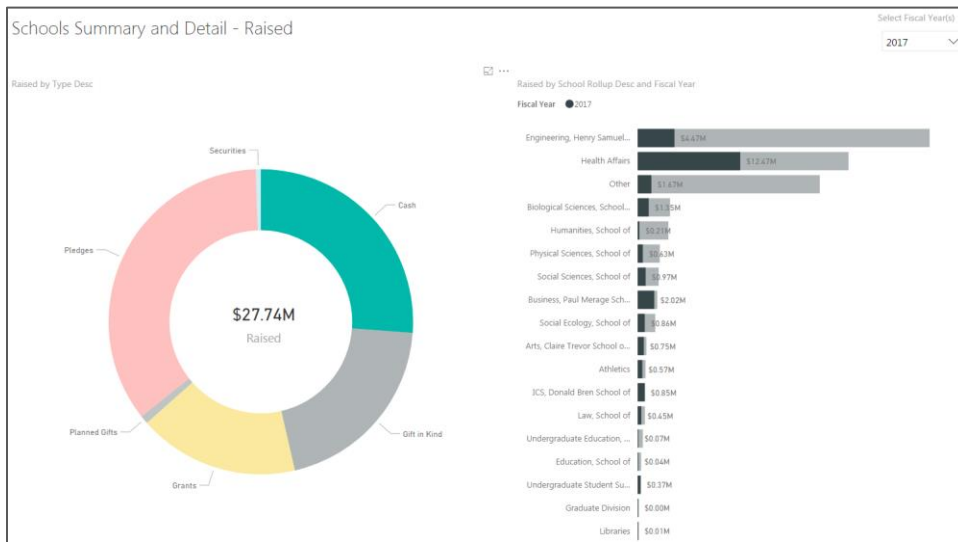 Schools Summary and Detail - Raised
Select Fiscal Year(s)
2017
Raised by Type Desc
Securities
Cash
Pledges
$27.74M
Raised
Planned Gifts
Gift in Kind
Grants
Raised by School Rollup Desc and Fiscal Year
Fiscal Year 2017
Engineering, Henry Samuel... $4.47M
Health Affairs $12.47M
Other $1.67M
Biological Sciences, School... $1.35M
Humanities, School of $0.21M
Physical Sciences, School of $0.63M
Social Sciences, School of $0.97M
Business, Paul Merage Sch... $2.02M
Social Ecology, School of $0.86M
Arts, Claire Trevor School o... $0.75M
Athletics $0.57M
ICS, Donald Bren School of $0.85M
Law, School of $0.45M
Undergraduate Education, ... $0.07M
Education, School of $0.04M
Undergraduate Student Su... $0.37M
Graduate Division $0.00M
Libraries $0.01M